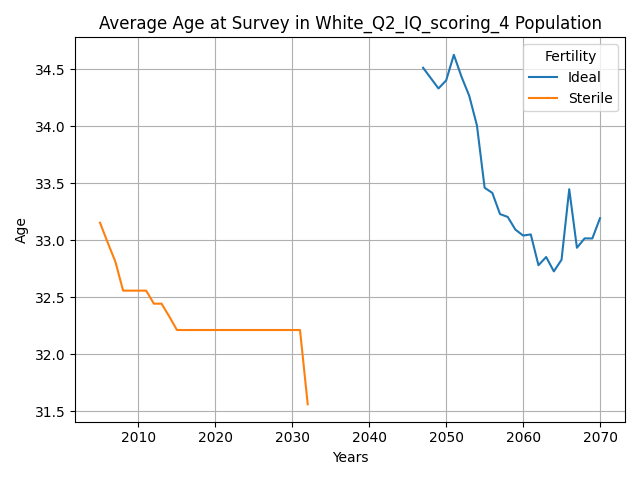 Average Age at Survey in White_Q2_IQ_scoring_4 Population
Fertility
Ideal
Sterile
34.5
34.0
33.5
33.0
32.5
32.0
31.5
Age
2010 2020 2030 2040 2050 2060 2070
Years